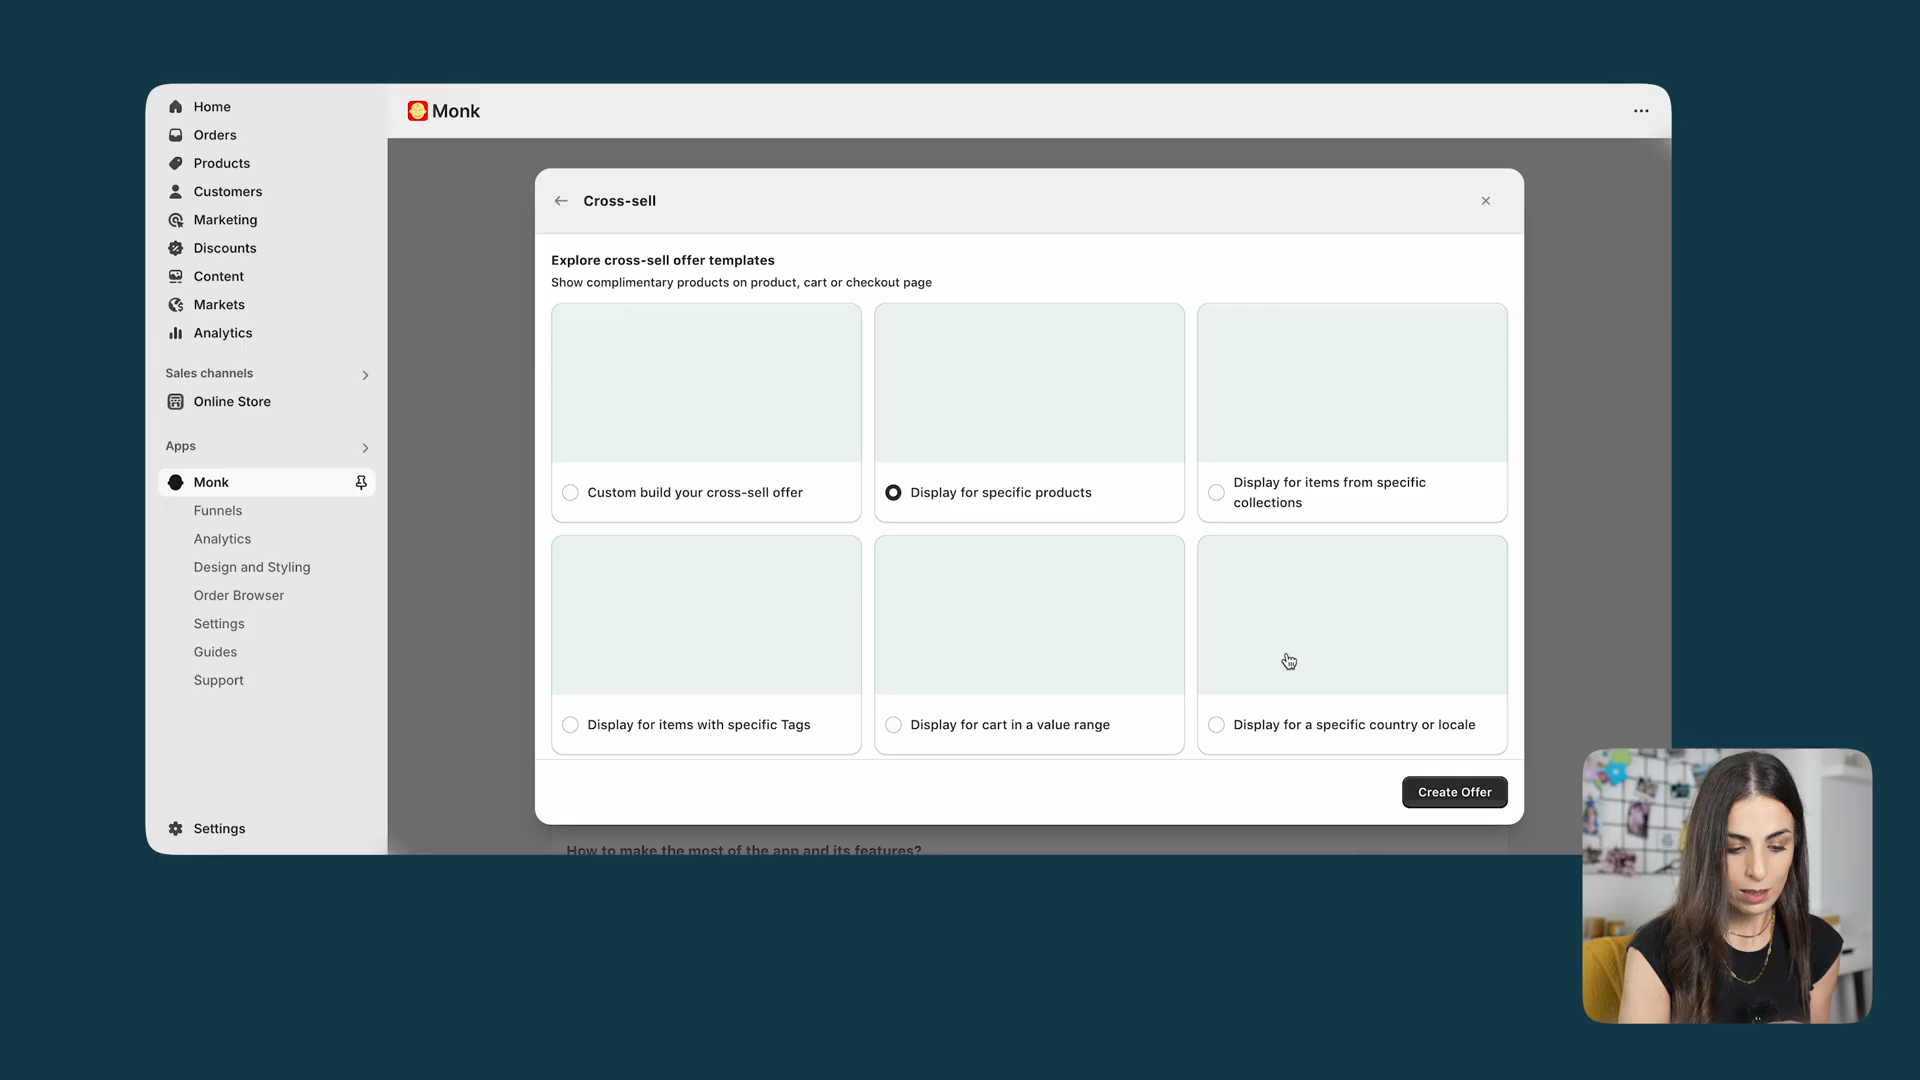 Home
Orders
Products
Customers
Marketing
Discounts
Content
Markets
Analytics
Sales channels
Online Store
Apps
Monk
Funnels
Analytics
Design and Styling
Order Browser
Settings
Guides
Support
Settings
Monk
Cross-sell
Explore cross-sell offer templates
Show complimentary products on product, cart or checkout page
Custom build your cross-sell offer
Display for specific products
Display for items from specific
collections
Display for items with specific Tags
Display for cart in a value range
Display for a specific country or locale
Create Offer
How to make the most of the app and its features?